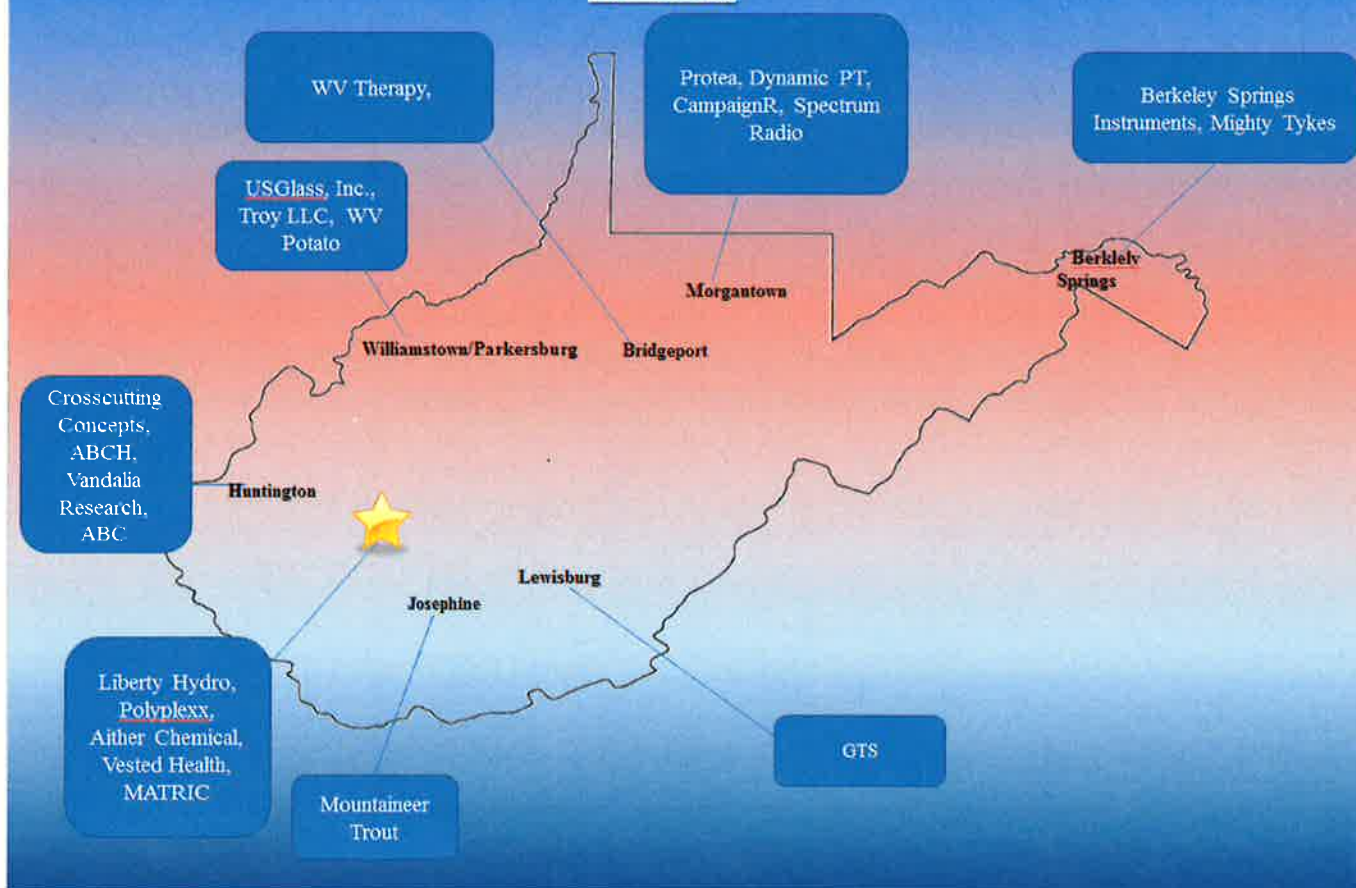 WV Therapy,
Protea, Dynamic PT,
CampaignR, Spectrum
Radio
Berkeley Springs
Instruments, Mighty Tykes
USGlass, Inc.,
Troy LLC, WV
Potato
Berklelv
Springs
Morgantown
Williamstown/Parkersburg
Bridgeport
Crosscutting
Concepts,
ABCH,
Vandalia
Research,
ABC
Huntington
Lewisburg
Josephine
Liberty Hydro,
Polyplexx,
Aither Chemical,
Vested Health,
MATRIC
GTS
Mountaineer
Trout